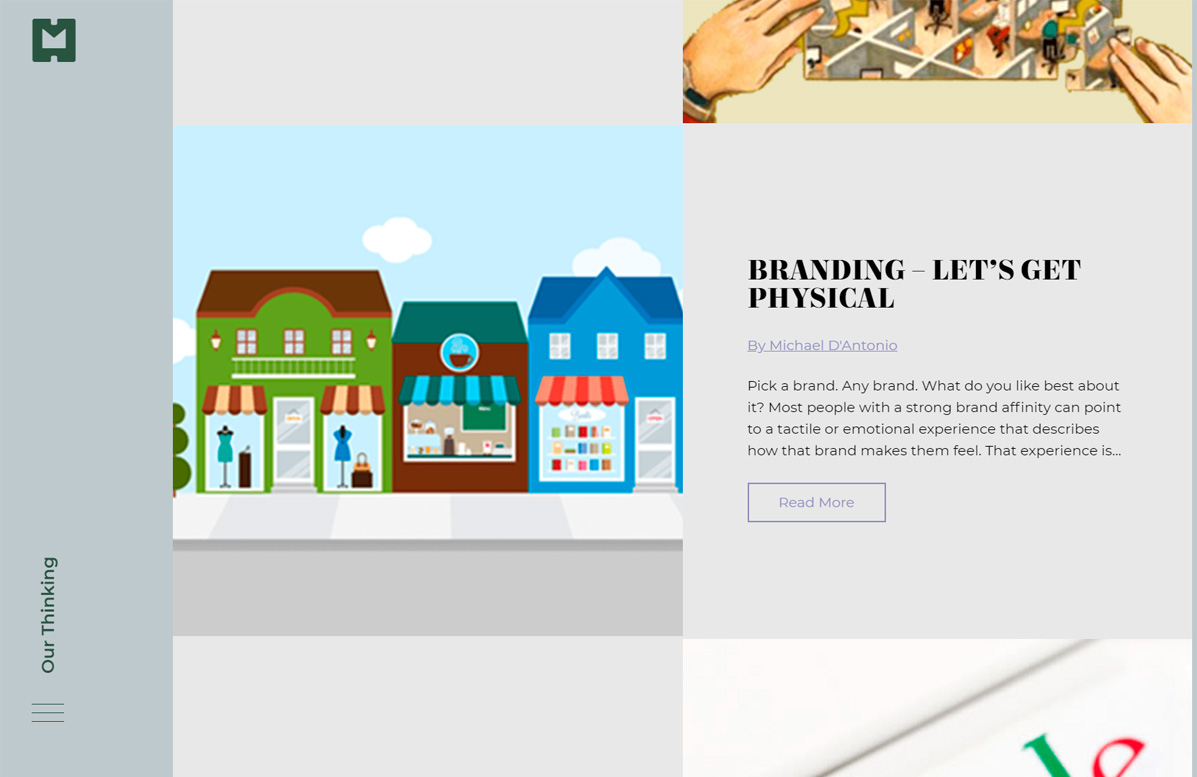 BRANDING – LET’S GET
PHYSICAL
By Michael D'Antonio
Pick a brand. Any brand. What do you like best about
it? Most people with a strong brand affinity can point
to a tactile or emotional experience that describes
how that brand makes them feel. That experience is...
Read More
Our Thinking
le